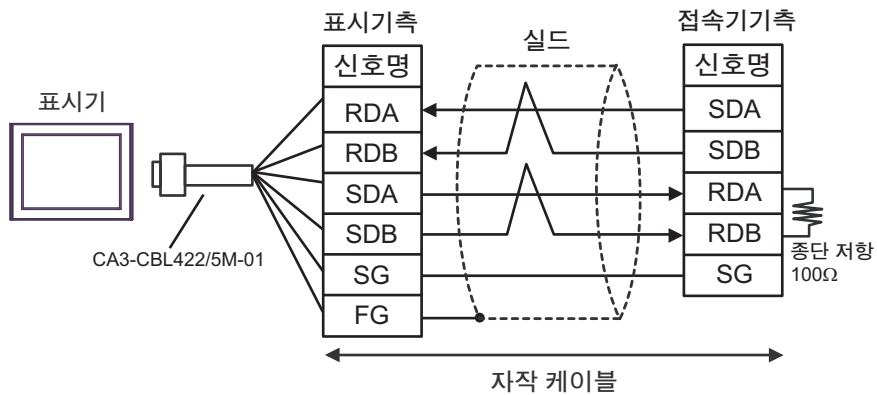 표시기측
접속기기측
실드
신호명
신호명
표시기
RDA
SDA
RDB
SDB
SDA
RDA
SDB
RDB
CA3-CBL422/5M-01
종단 저항
100Ω
SG
SG
FG
자작 케이블